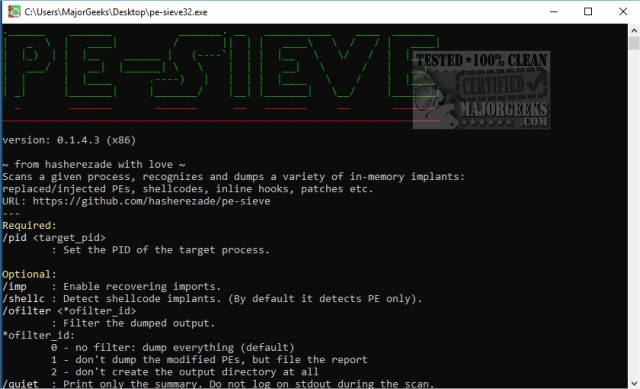 C:\Users\MajorGeeks\Desktop\pe-sieve32.exe
PE-SIEVE
TESTED ★ 100% CLEAN
CERTIFIED
MAJORGEEKS
.COM
version: 0.1.4.3 (x86)
~ from hasherezade with love ~
Scans a given process, recognizes and dumps a variety of in-memory implants:
replaced/injected PEs, shellcodes, inline hooks, patches etc.
URL: https://github.com/hasherezade/pe-sieve
---
Required:
/pid <target_pid>
: Set the PID of the target process.
Optional:
/imp : Enable recovering imports.
/shellc : Detect shellcode implants. (By default it detects PE only).
/ofilter <*ofilter_id>
: Filter the dumped output.
*ofilter_id:
0 - no filter: dump everything (default)
1 - don't dump the modified PEs, but file the report
2 - don't create the output directory at all
/quiet : Print only the summary. Do not log on stdout during the scan.